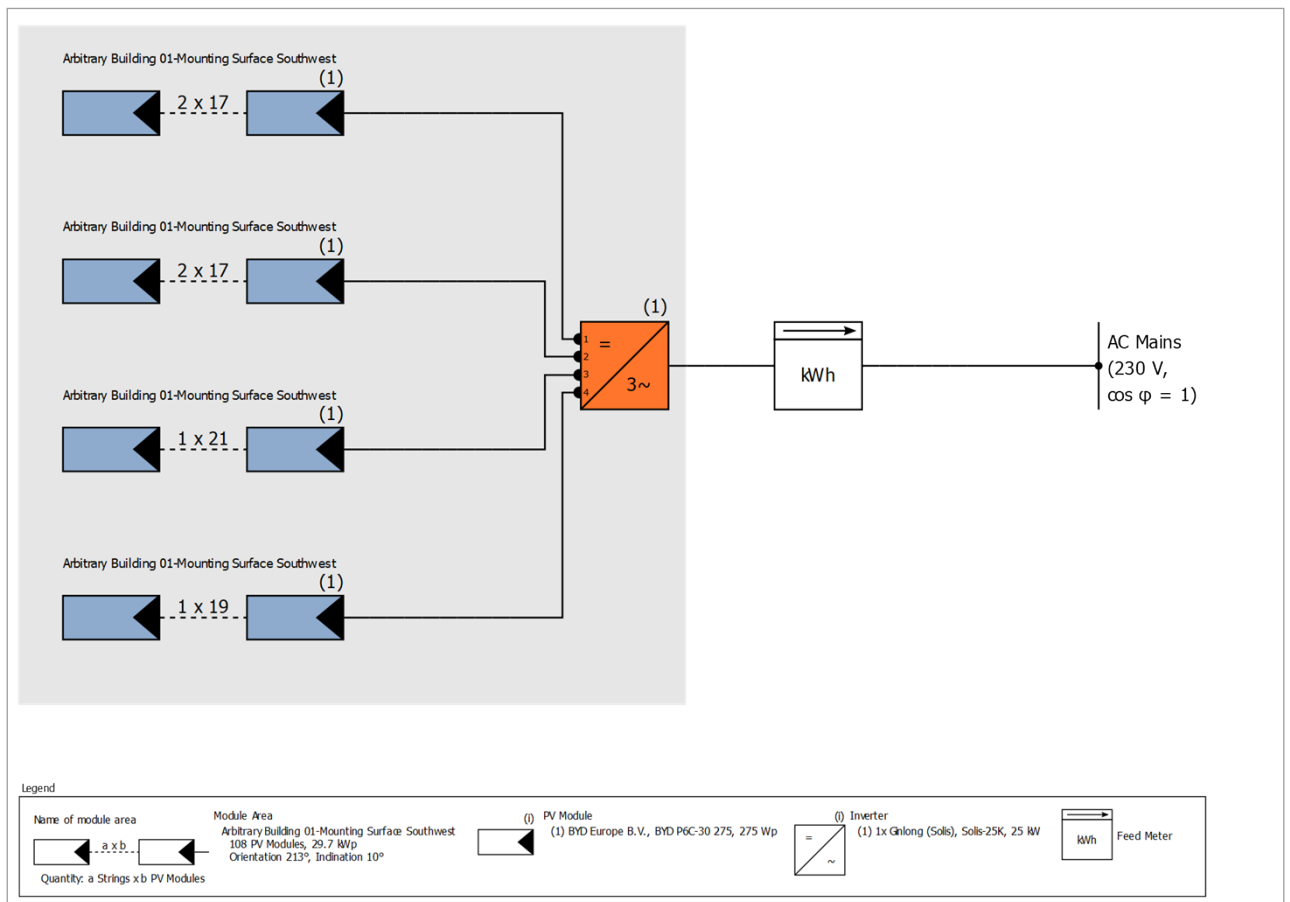 Arbitrary Building 01-Mounting Surface Southwest
(1)
2 x 17
Arbitrary Building 01-Mounting Surface Southwest
(1)
2 x 17
(1)
1
=
2
3
3~
4
kWh
AC Mains
(230 V,
cos φ = 1)
Arbitrary Building 01-Mounting Surface Southwest
(1)
1 x 21
Arbitrary Building 01-Mounting Surface Southwest
(1)
1 x 19
Legend
Name of module area
a x b
Quantity: a Strings x b PV Modules
Module Area
Arbitrary Building 01-Mounting Surface Southwest
108 PV Modules, 29.7 kWp
Orientation 213°, Inclination 10°
(i) PV Module
(1) BYD Europe B.V., BYD P6C-30 275, 275 Wp
(i) Inverter
= ~
(1) 1x Ginlong (Solis), Solis-25K, 25 kW
kWh
Feed Meter